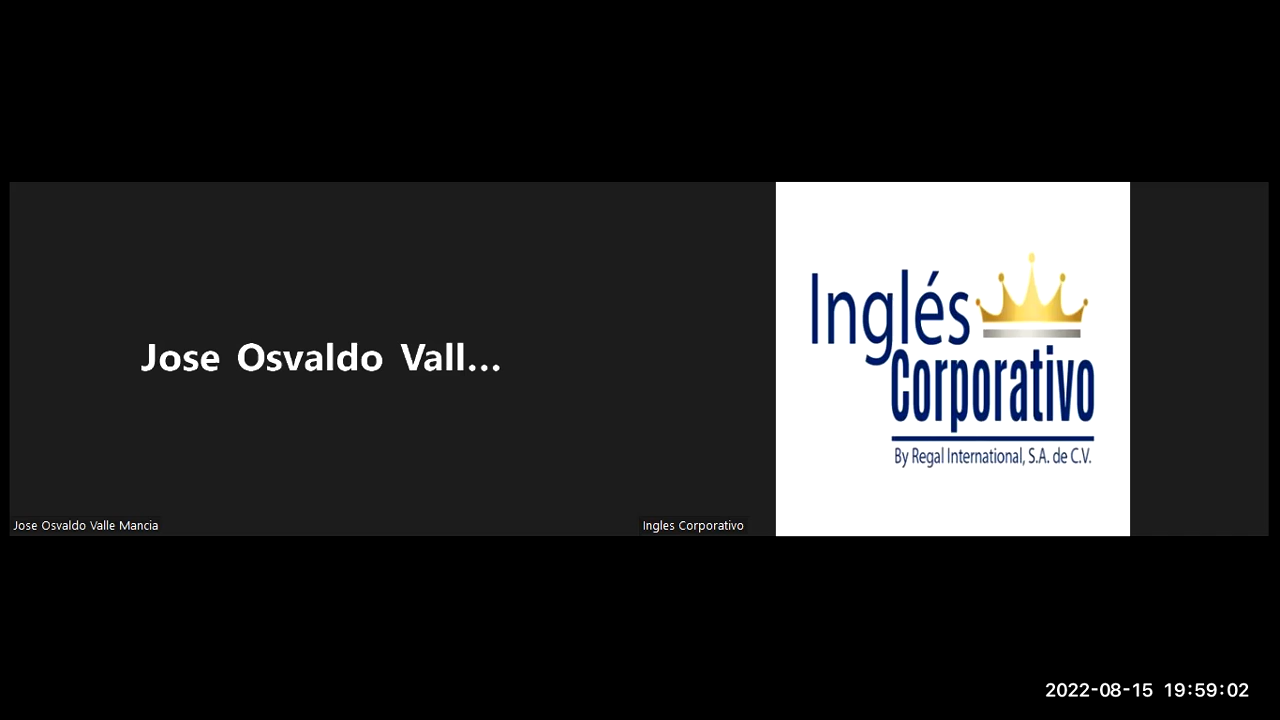 Jose Osvaldo Vall...
Jose Osvaldo Valle Mancia
Ingles Corporativo
Inglés
Corporativo
By Regal International, S.A. de C.V.
2022-08-15 19:59:02